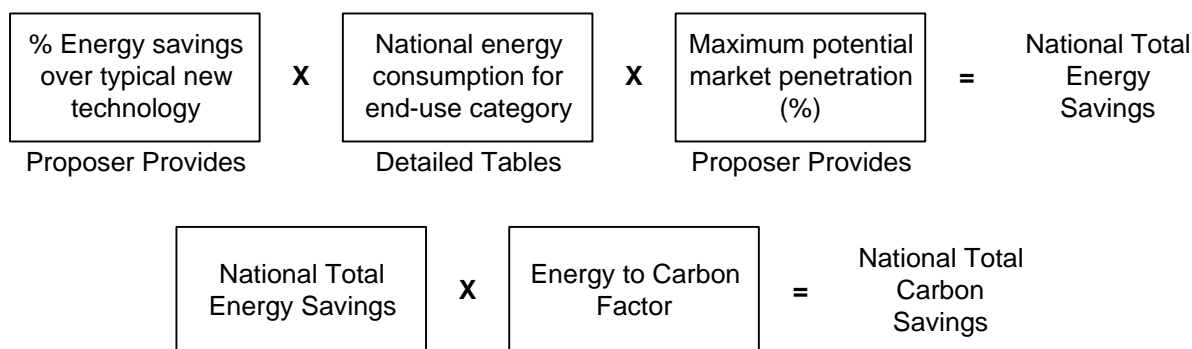 % Energy savings
over typical new
technology
X
National energy
consumption for
end-use category
X
Maximum potential
market penetration
(%)
=
National Total
Energy
Savings
Proposer Provides
Detailed Tables
Proposer Provides
National Total
Energy Savings
X
Energy to Carbon
Factor
=
National Total
Carbon
Savings